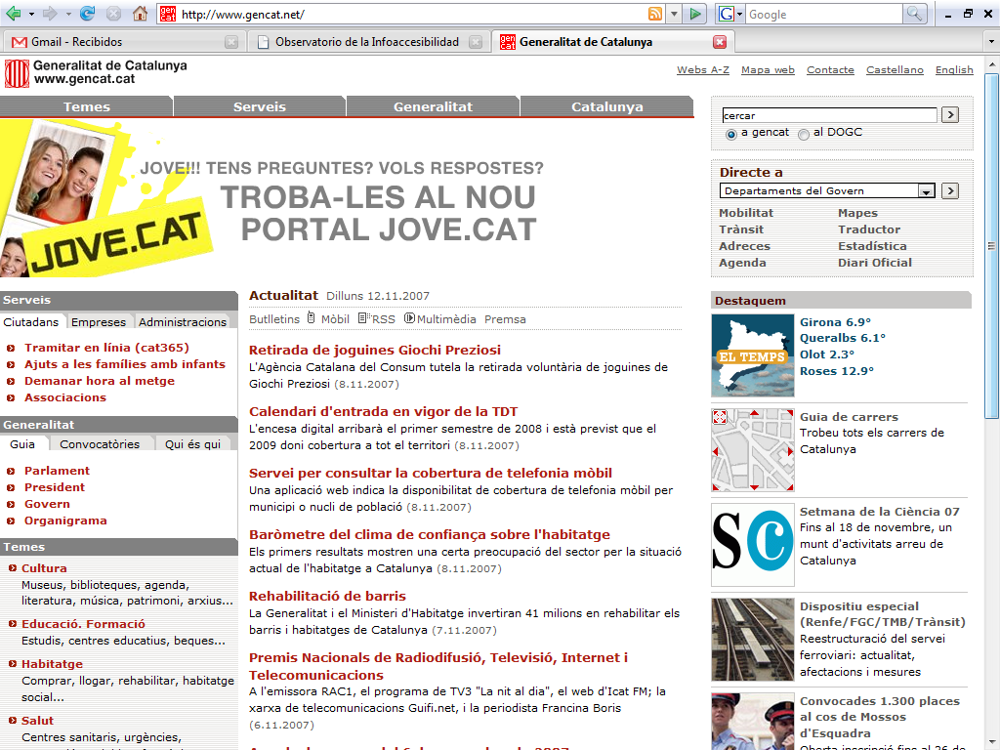 http://www.gencat.net/
Google
Gmail - Recibidos
Observatorio de la Infoaccesibilidad
gen cat Generalitat de Catalunya
Generalitat de Catalunya
www.gencat.cat
Webs A-Z Mapa web Contacte Castellano English
Temes Serveis Generalitat Catalunya
JOVE!!! TENS PREGUNTES? VOLS RESPOSTES?
TROBA-LES AL NOU
PORTAL JOVE.CAT
JOVE.CAT
cercar
a gencat al DOGC
Directe a
Departaments del Govern
Mobilitat Mapes
Trànsit Traductor
Adreces Estadística
Agenda Diari Oficial
Serveis
Ciutadans Empreses Administracions
Tramitar en línia (cat365)
Ajuts a les famílies amb infants
Demanar hora al metge
Associacions
Generalitat
Guia Convocatòries Qui és qui
Parlament
President
Govern
Organigrama
Temes
Cultura
Museus, biblioteques, agenda,
literatura, música, patrimoni, arxius...
Educació. Formació
Estudis, centres educatius, beques...
Habitatge
Comprar, llogar, rehabilitar, habitatge
social...
Salut
Centres sanitaris, urgències,
Actualitat Dilluns 12.11.2007
Butlletins Mòbil RSS Multimèdia Premsa
Retirada de joguines Giochi Preziosi
L'Agència Catalana del Consum tutela la retirada voluntària de joguines de
Giochi Preziosi (8.11.2007)
Calendari d'entrada en vigor de la TDT
L'encesa digital arribarà el primer semestre de 2008 i està previst que el
2009 doni cobertura a tot el territori (8.11.2007)
Servei per consultar la cobertura de telefonia mòbil
Una aplicació web indica la disponibilitat de cobertura de telefonia mòbil per
municipi o nucli de població (8.11.2007)
Baròmetre del clima de confiança sobre l'habitatge
Els primers resultats mostren una certa preocupació del sector per la situació
actual de l'habitatge a Catalunya (8.11.2007)
Rehabilitació de barris
La Generalitat i el Ministeri d'Habitatge invertiran 41 milions en rehabilitar els
barris i habitatges de Catalunya (7.11.2007)
Premis Nacionals de Radiodifusió, Televisió, Internet i
Telecomunicacions
A l'emissora RAC1, el programa de TV3 "La nit al dia", el web d'Icat FM; la
xarxa de telecomunicacions Guifi.net, i la periodista Francina Boris
(6.11.2007)
Destaquem
EL TEMPS
Girona 6.9°
Queralbs 6.1°
Olot 2.3°
Roses 12.9°
Guia de carrers
Trobeu tots els carrers de
Catalunya
SC
Setmana de la Ciència 07
Fins al 18 de novembre, un
munt d'activitats arreu de
Catalunya
Dispositiu especial
(Renfe/FGC/TMB/Trànsit)
Reestructuració del servei
ferroviari: actualitat,
afectacions i mesures
Convocades 1.300 places
al cos de Mossos
d'Esquadra
Oberta inscripció fins al 26 de